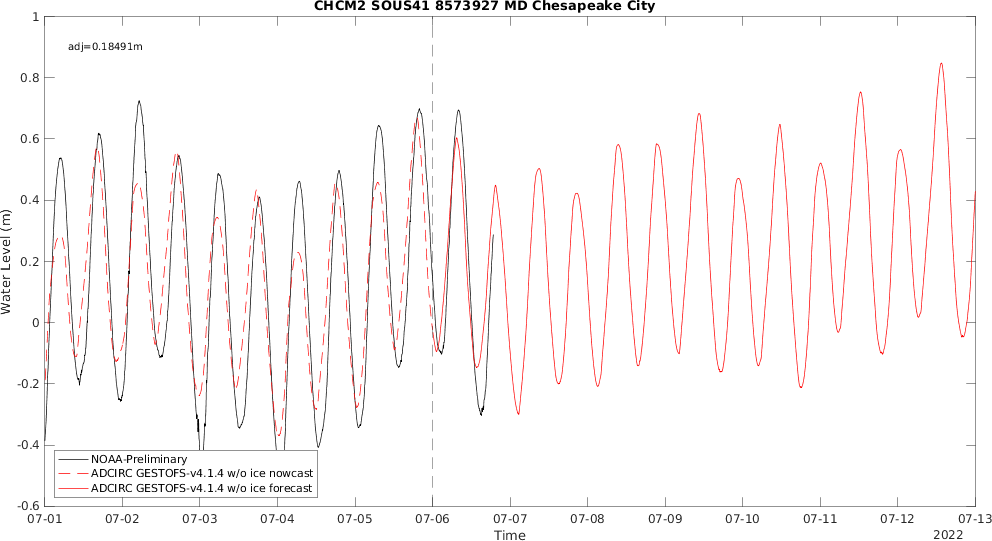 CHCM2 SOUS41 8573927 MD Chesapeake City
adj=0.18491m
1
0.8
0.6
0.4
0.2
0
-0.2
-0.4
-0.6
Water Level (m)
NOAA-Preliminary
ADCIRC GESTOFS-v4.1.4 w/o ice nowcast
ADCIRC GESTOFS-v4.1.4 w/o ice forecast
07-01 07-02 07-03 07-04 07-05 07-06 07-07 07-08 07-09 07-10 07-11 07-12 07-13
Time
2022